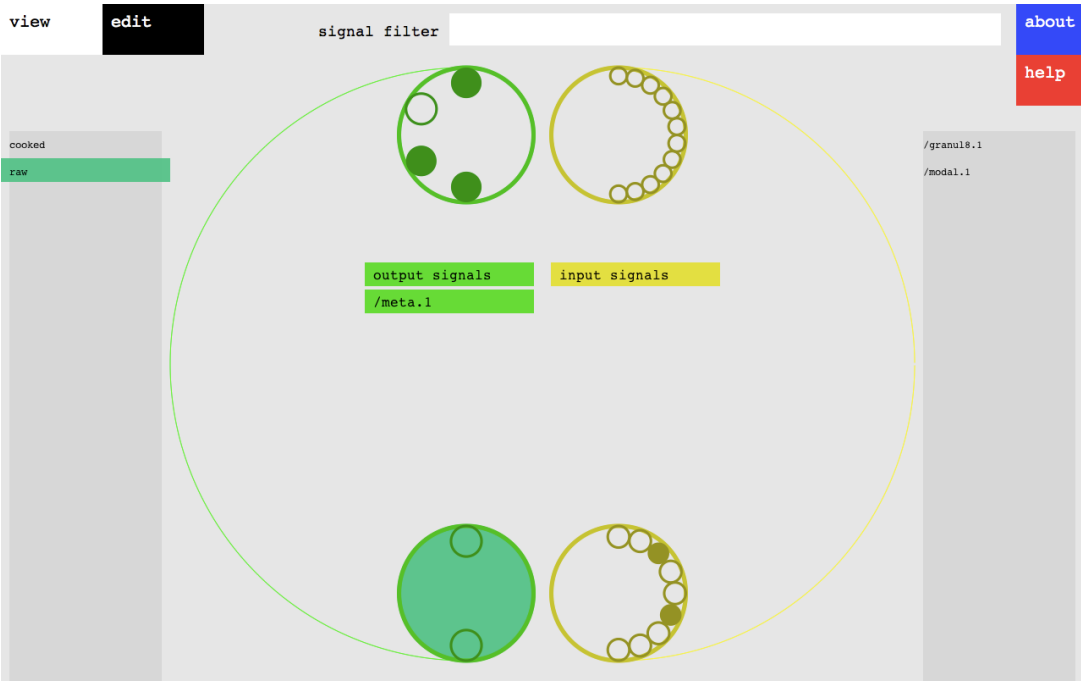 view
edit
signal filter
about
help
cooked
raw
/granul8.1
/modal.1
output signals
/meta.1
input signals